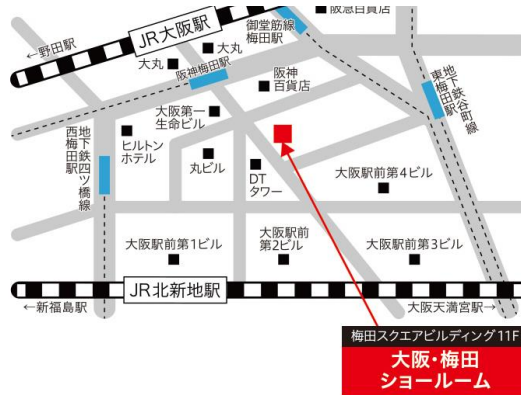 阪急百貨店
御堂筋線
梅田駅
JR大阪駅
←野田駅
大丸
大丸
阪神梅田駅
阪神
百貨店
地下鉄谷町線
東梅田駅
大阪第一
生命ビル
ヒルトン
ホテル
丸ビル
DT
タワー
地下鉄四ツ橋線
西梅田駅
大阪駅前第4ビル
大阪駅前第1ビル
大阪駅前
第2ビル
大阪駅前第3ビル
JR北新地駅
←新福島駅
大阪天満宮駅→
梅田スクエアビルディング11F
大阪・梅田
ショールーム